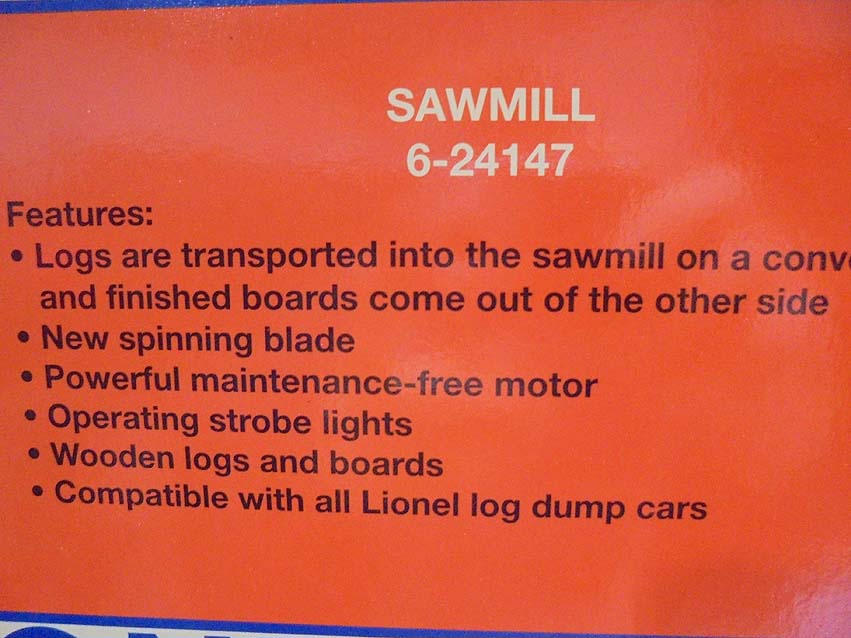 SAWMILL
6-24147
Features:
• Logs are transported into the sawmill on a
and finished boards come out of the other side
• New spinning blade
• Powerful maintenance-free motor
• Operating strobe lights
• Wooden logs and boards
• Compatible with all Lionel log dump cars